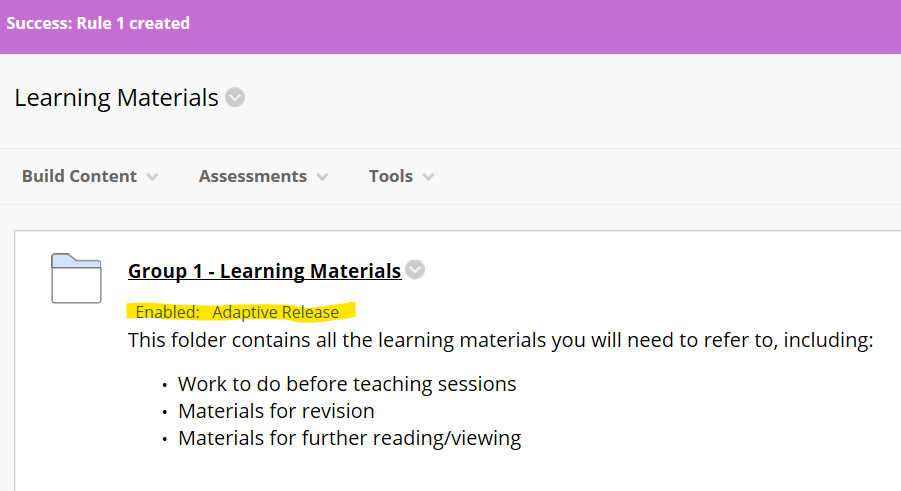 Success: Rule 1 created
Learning Materials
Build Content Assessments Tools
Group 1 - Learning Materials
Enabled: Adaptive Release
This folder contains all the learning materials you will need to refer to, including:
• Work to do before teaching sessions
• Materials for revision
• Materials for further reading/viewing